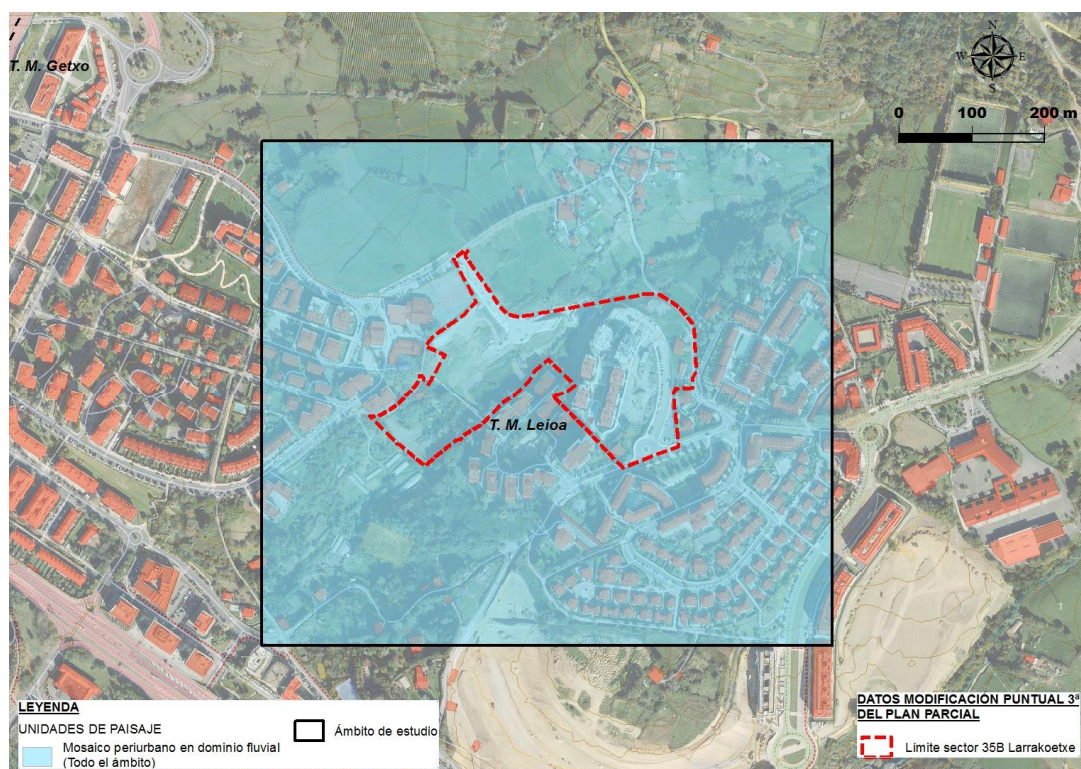 T. M. Getxo
N
W E
S
0 100 200 m
T. M. Leioa
LEYENDA
UNIDADES DE PAISAJE
Mosaico periurbano en dominio fluvial
(Todo el ámbito)
Ámbito de estudio
DATOS MODIFICACIÓN PUNTUAL 3ª
DEL PLAN PARCIAL
Límite sector 35B Larrakoetxe